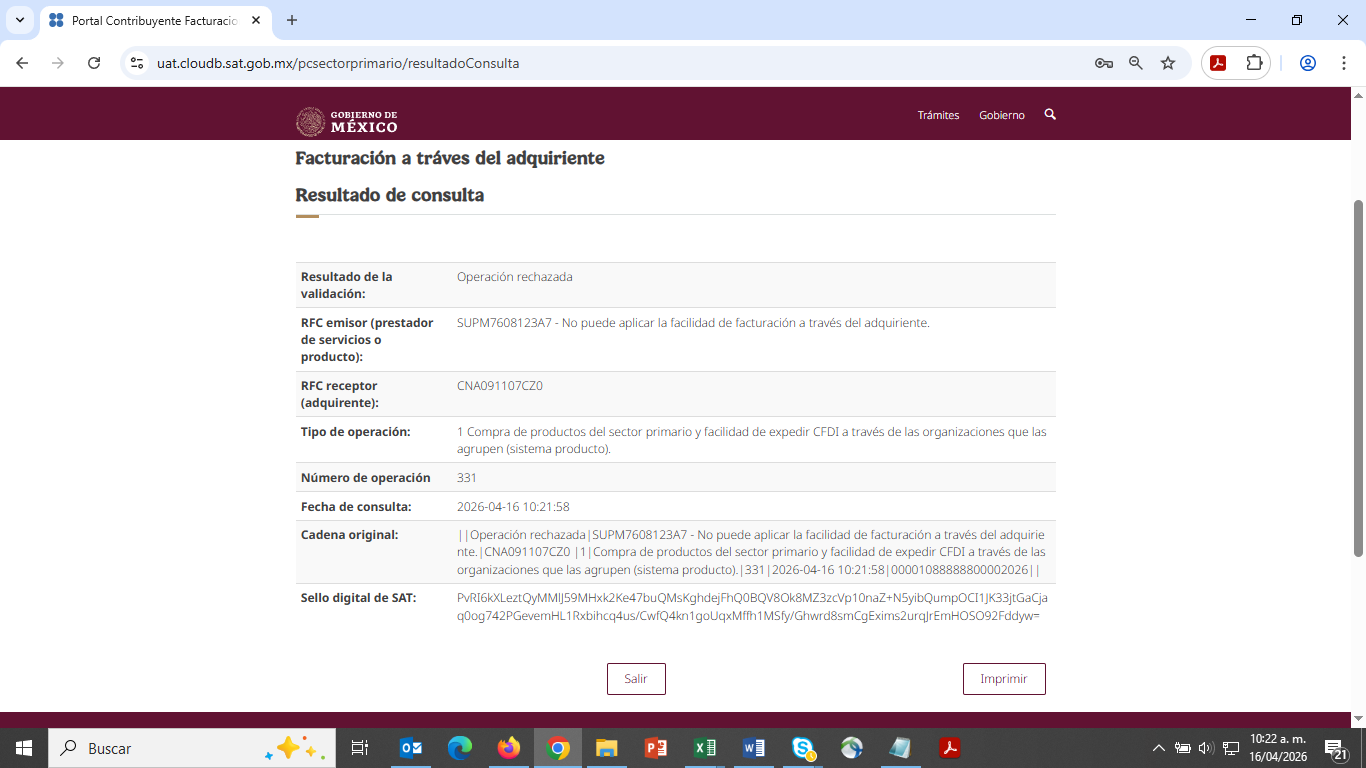 Portal Contribuyente Facturacio
uat.cloudb.sat.gob.mx/pcsectorprimario/resultadoConsulta
GOBIERNO DE
MÉXICO
Trámites
Gobierno
Facturación a tráves del adquiriente
Resultado de consulta
Resultado de la
validación:
Operación rechazada
RFC emisor (prestador
de servicios o
producto):
SUPM7608123A7 - No puede aplicar la facilidad de facturación a través del adquiriente.
RFC receptor
(adquirente):
CNA091107CZ0
Tipo de operación:
1 Compra de productos del sector primario y facilidad de expedir CFDI a través de las organizaciones que las
agrupen (sistema producto).
Número de operación
331
Fecha de consulta:
2026-04-16 10:21:58
Cadena original:
||Operación rechazada|SUPM7608123A7 - No puede aplicar la facilidad de facturación a través del adquirie
nte.|CNA091107CZ0 |1|Compra de productos del sector primario y facilidad de expedir CFDI a través de las
organizaciones que las agrupen (sistema producto).|331|2026-04-16 10:21:58|00001088888800002026||
Sello digital de SAT:
PvRI6kXLeztQyMMlJ59MHxk2Ke47buQMsKghdejFhQ0BQV8Ok8MZ3zcVp10naZ+N5yibQumpOCI1JK33jtGaCja
q0og742PGevemHL1Rxbihcq4us/CwfQ4kn1goUqxMffh1MSfy/Ghwrd8smCgExims2urqJrEmHOSO92Fddyw=
Salir
Imprimir
Buscar
10:22 a. m.
16/04/2026
21